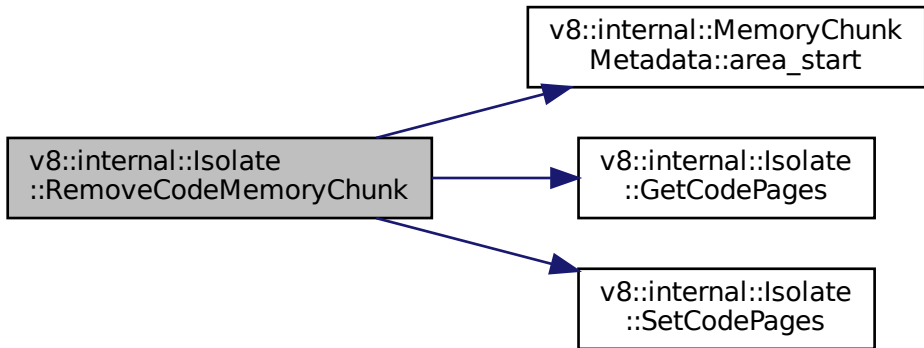 v8::internal::MemoryChunk
Metadata::area_start
v8::internal::Isolate
::RemoveCodeMemoryChunk
v8::internal::Isolate
::GetCodePages
v8::internal::Isolate
::SetCodePages